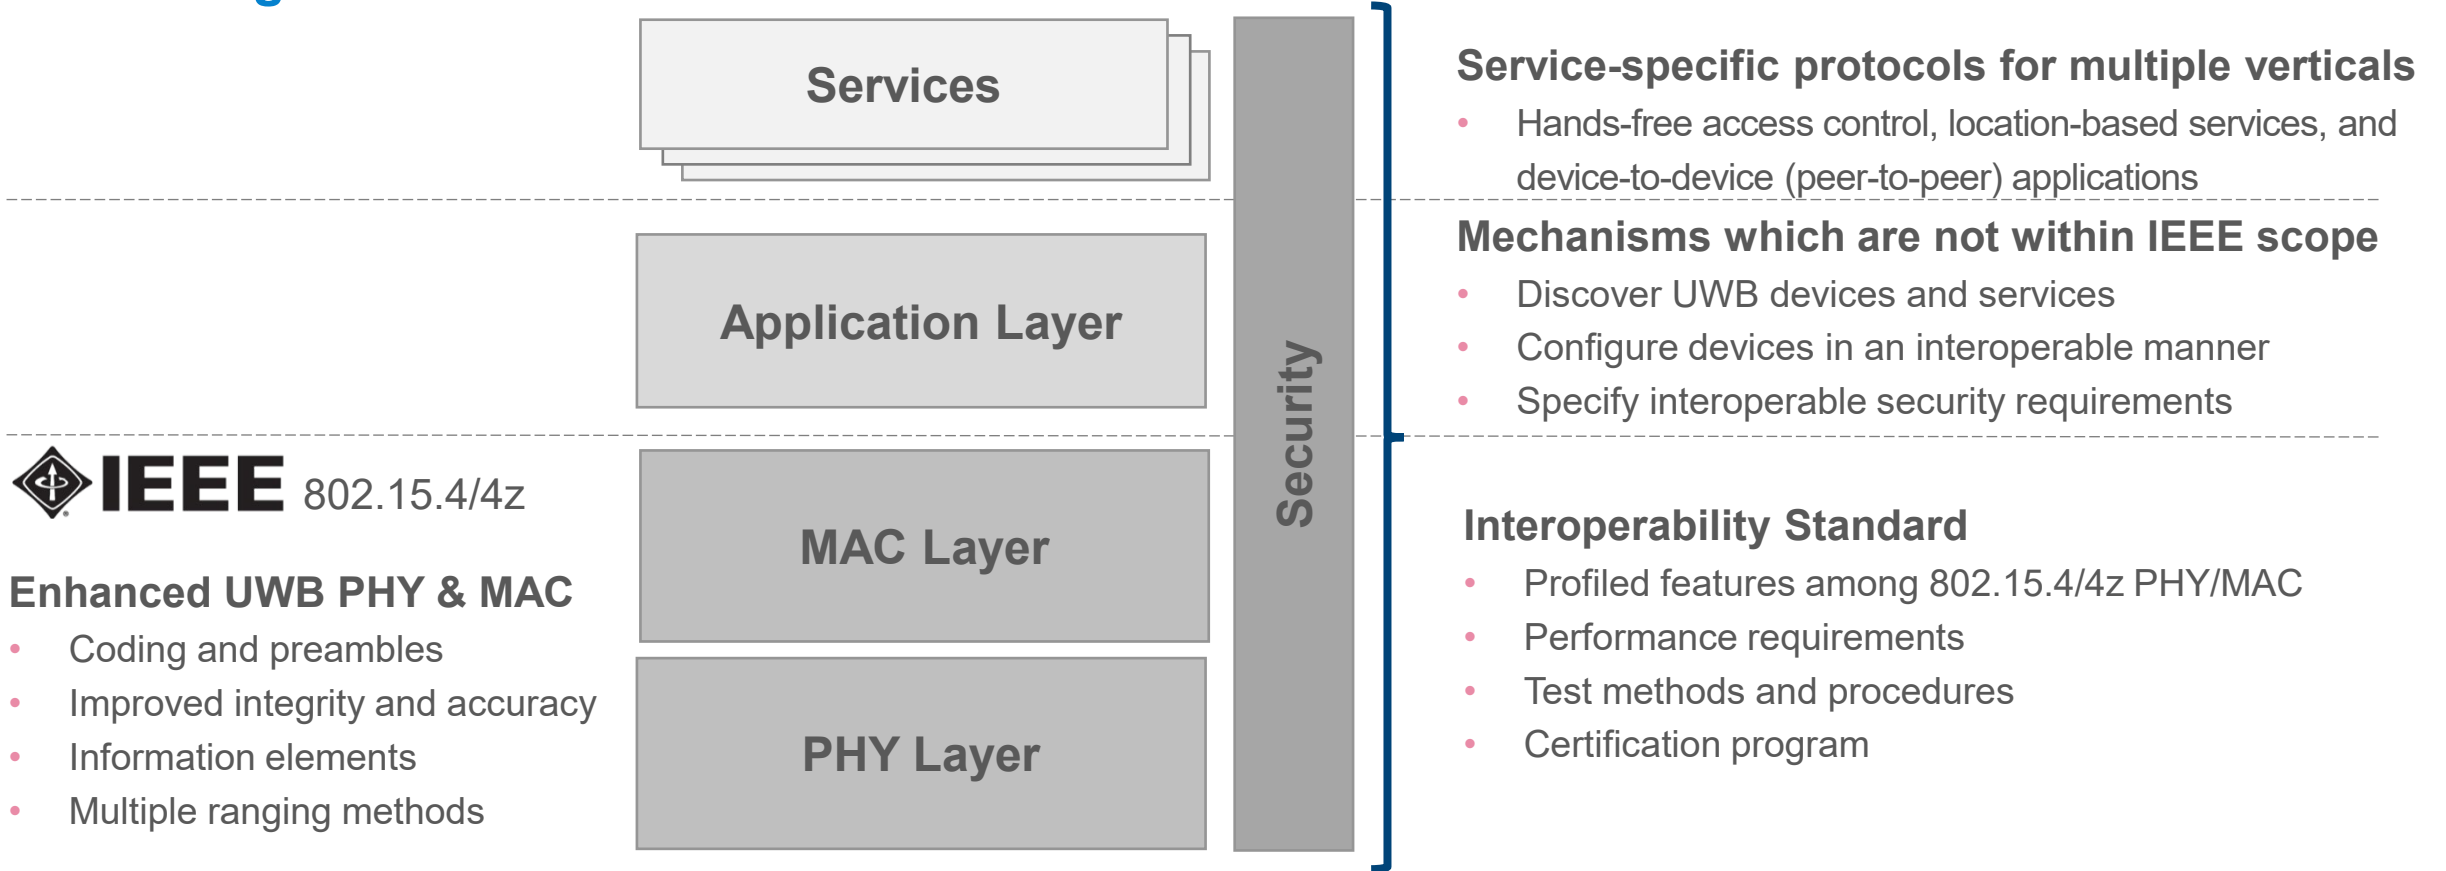 Services
Service-specific protocols for multiple verticals
• Hands-free access control, location-based services, and
device-to-device (peer-to-peer) applications
Application Layer
Mechanisms which are not within IEEE scope
• Discover UWB devices and services
• Configure devices in an interoperable manner
• Specify interoperable security requirements
Security
IEEE 802.15.4/4z
Enhanced UWB PHY & MAC
• Coding and preambles
• Improved integrity and accuracy
• Information elements
• Multiple ranging methods
MAC Layer
PHY Layer
Interoperability Standard
• Profiled features among 802.15.4/4z PHY/MAC
• Performance requirements
• Test methods and procedures
• Certification program